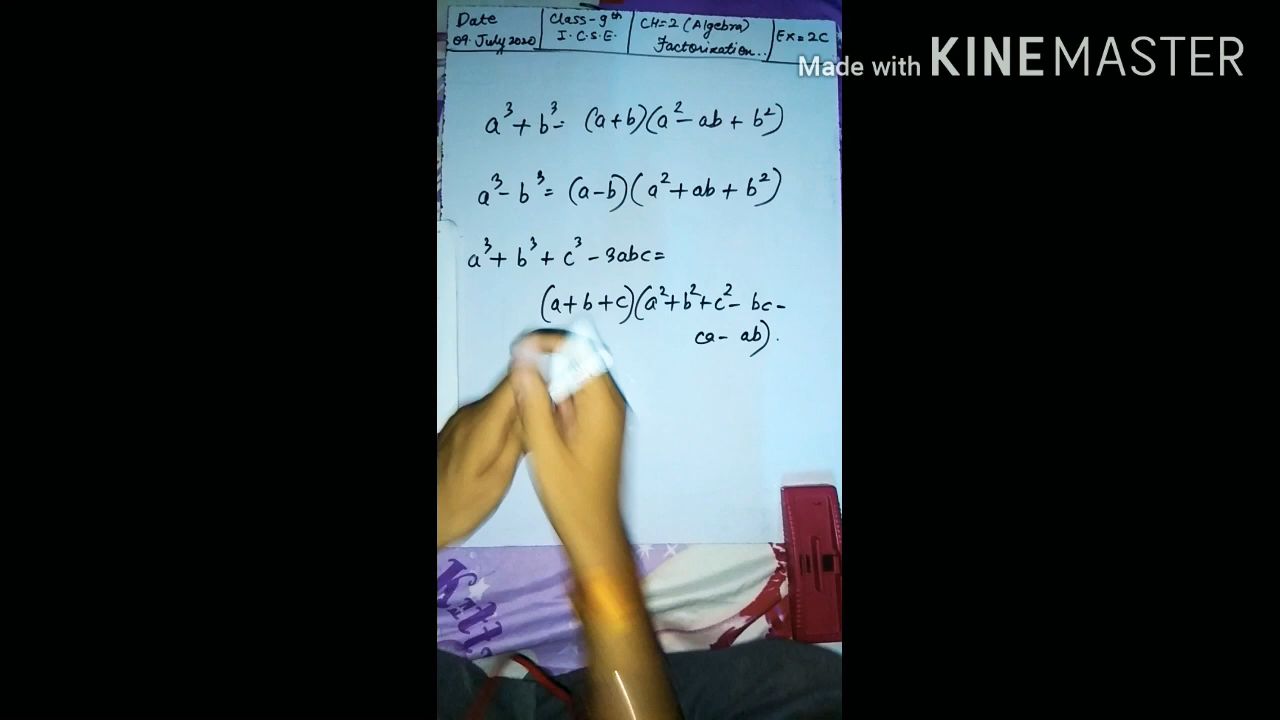 Date
09. July 2020
Class - 9th
I.C.S.E.
CH=2 (Algebra)
Factorization..
Ex = 2C
Made with KINEMASTER
a³ + b³ = (a+b)(a² - ab + b²)
a³ - b³ = (a-b)(a² + ab + b²)
a³ + b³ + c³ - 3abc =
(a+b+c)(a²+b²+c² - bc -
ca - ab).